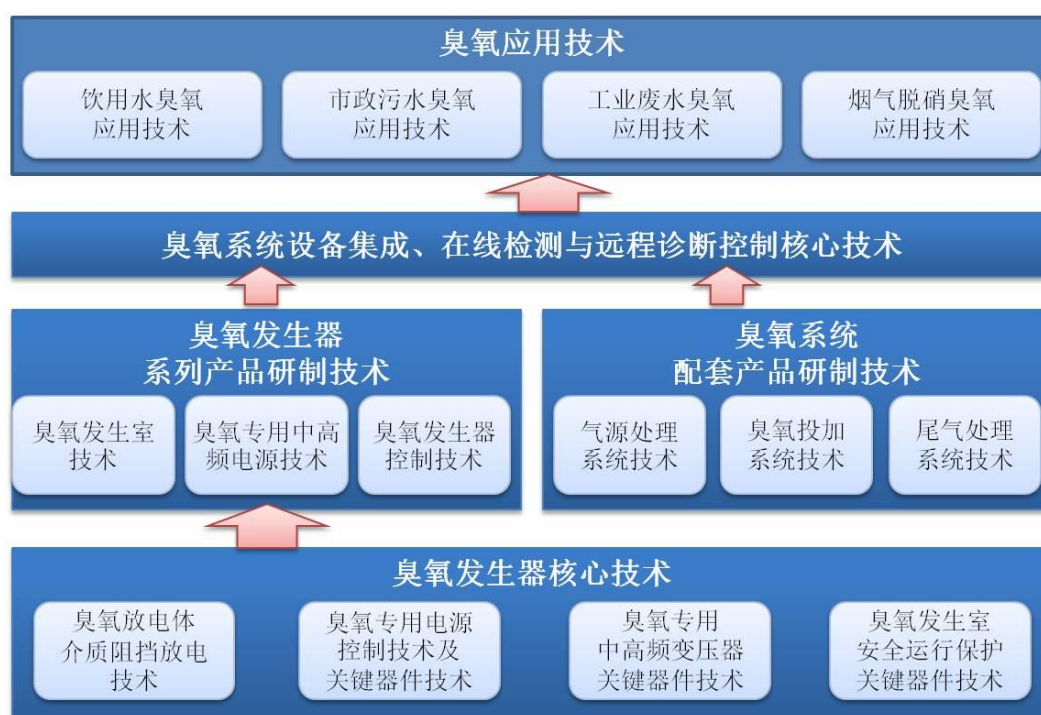 臭氧应用技术
饮用水臭氧
应用技术
市政污水臭氧
应用技术
工业废水臭氧
应用技术
烟气脱硝臭氧
应用技术
臭氧系统设备集成、在线检测与远程诊断控制核心技术
臭氧发生器
系列产品研制技术
臭氧发生室
技术
臭氧专用中高
频电源技术
臭氧发生器
控制技术
臭氧系统
配套产品研制技术
气源处理
系统技术
臭氧投加
系统技术
尾气处理
系统技术
臭氧发生器核心技术
臭氧放电体
介质阻挡放电
技术
臭氧专用电源
控制技术及
关键器件技术
臭氧专用
中高频变压器
关键器件技术
臭氧发生室
安全运行保护
关键器件技术